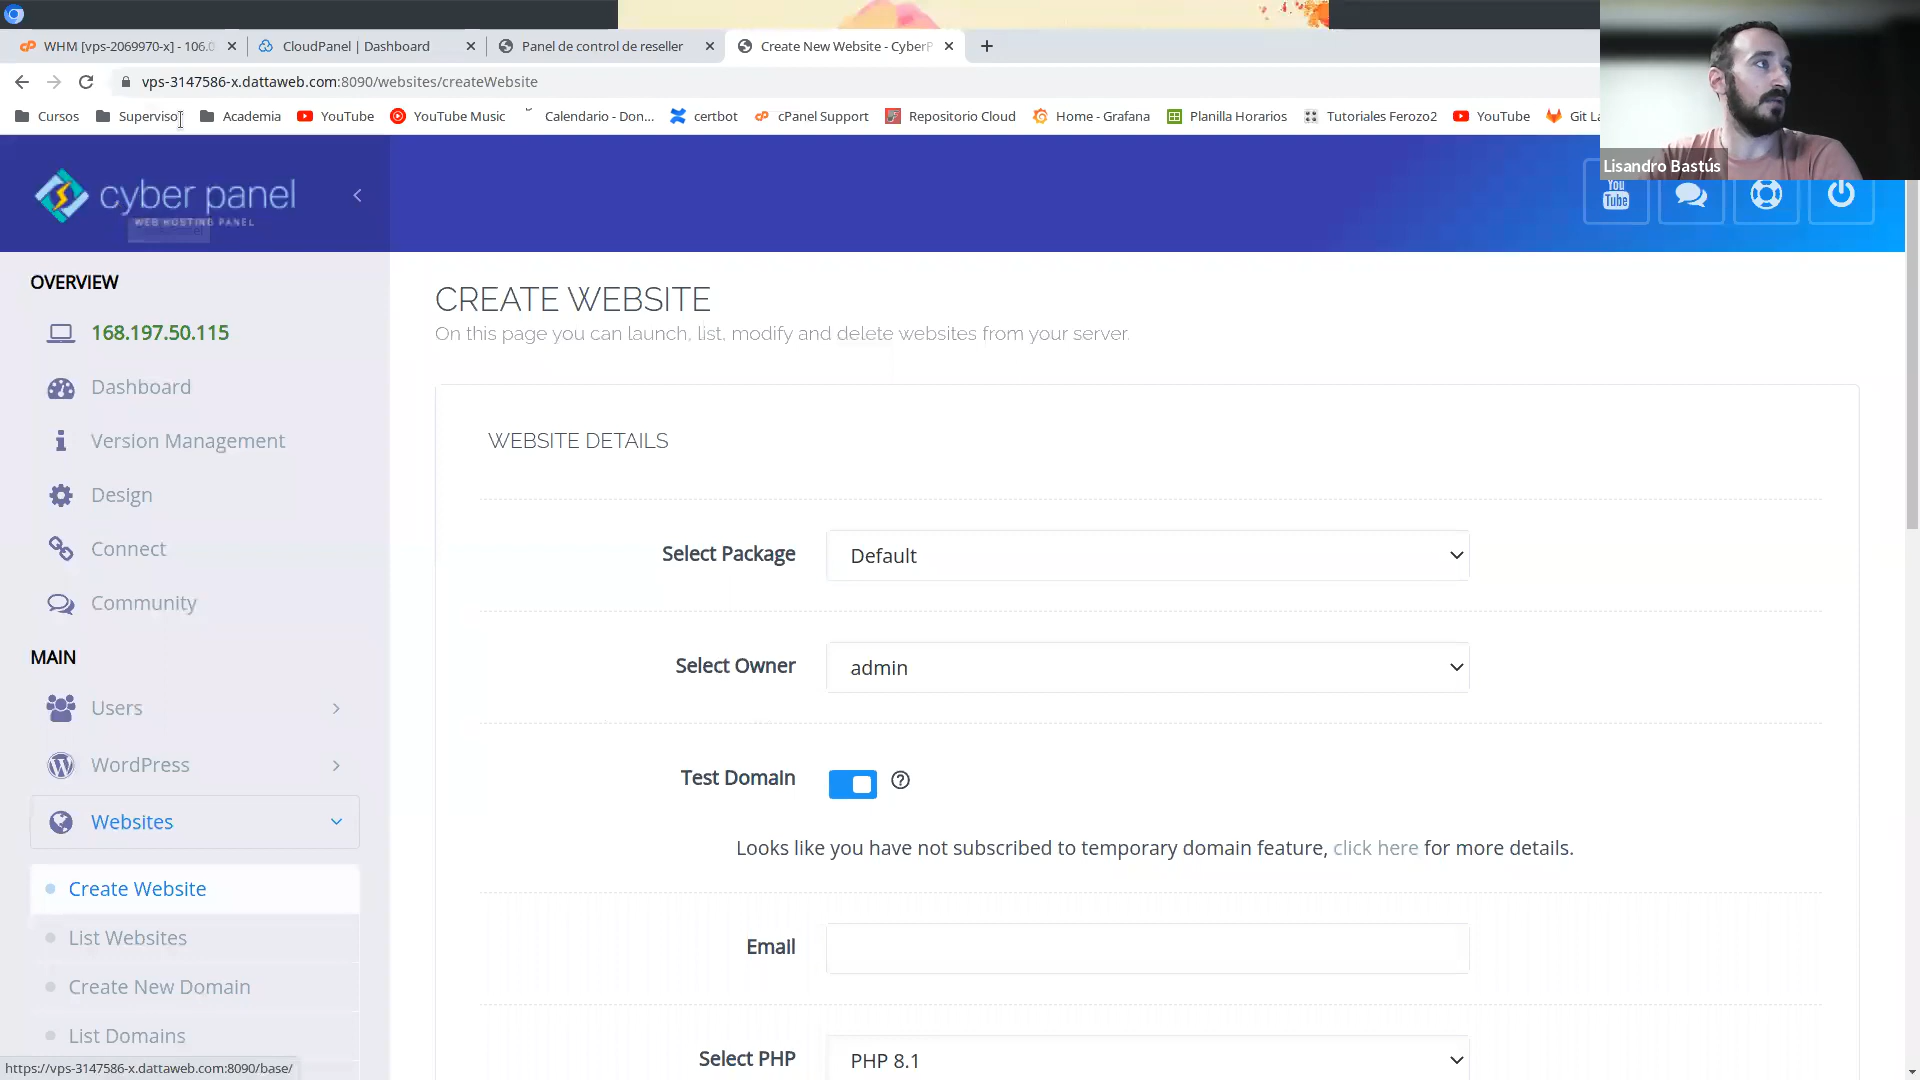 WHM [vps-2069970-x] - 106.0
CloudPanel | Dashboard
Panel de control de reseller
Create New Website - CyberP
vps-3147586-x.dattaweb.com:8090/websites/createWebsite
Cursos
Supervisor
Academia
YouTube
YouTube Music
Calendario - Don...
certbot
cPanel Support
Repositorio Cloud
Home - Grafana
Planilla Horarios
Tutoriales Ferozo2
YouTube
Git La
Lisandro Bastús
cyber panel
WEB HOSTING PANEL
You
Tube
OVERVIEW
168.197.50.115
Dashboard
Version Management
Design
Connect
Community
MAIN
Users
WordPress
Websites
Create Website
List Websites
Create New Domain
List Domains
https://vps-3147586-x.dattaweb.com:8090/base/
CREATE WEBSITE
On this page you can launch, list, modify and delete websites from your server.
WEBSITE DETAILS
Select Package
Default
Select Owner
admin
Test Domain
Looks like you have not subscribed to temporary domain feature, click here for more details.
Email
Select PHP
PHP 8.1